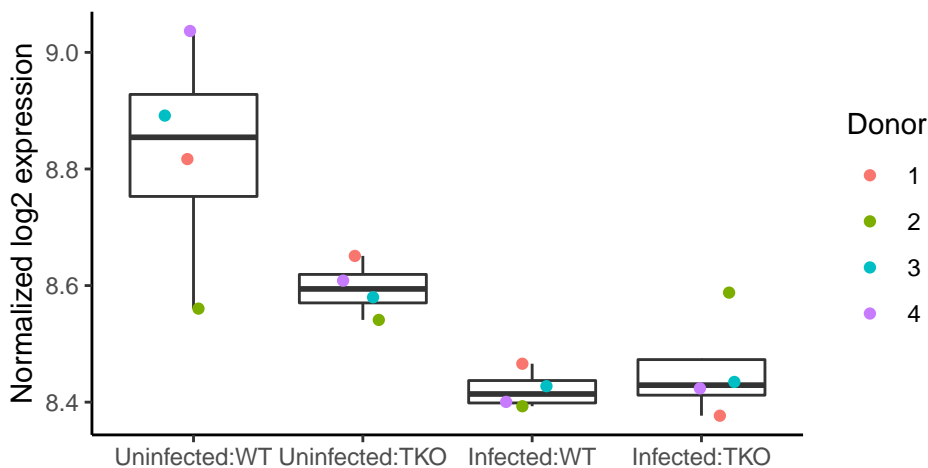 Normalized log2 expression
9.0
8.8
8.6
8.4
Uninfected:WT
Uninfected:TKO
Infected:WT
Infected:TKO
Donor
1
2
3
4